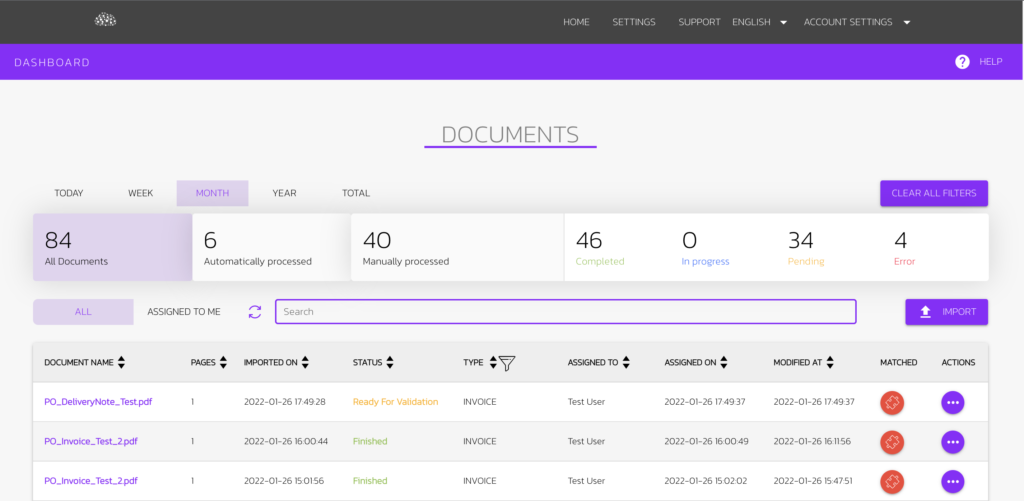 HOME SETTINGS SUPPORT ENGLISH ACCOUNT SETTINGS
DASHBOARD HELP
DOCUMENTS
TODAY WEEK MONTH YEAR TOTAL CLEAR ALL FILTERS
84 6 40 46 0 34 4
All Documents Automatically processed Manually processed Completed In progress Pending Error
ALL ASSIGNED TO ME Search IMPORT
DOCUMENT NAME PAGES IMPORTED ON STATUS TYPE ASSIGNED TO ASSIGNED ON MODIFIED AT MATCHED ACTIONS
PO_DeliveryNote_Test.pdf 1 2022-01-26 17:49:28 Ready For Validation INVOICE Test User 2022-01-26 17:49:37 2022-01-26 17:49:37
PO_Invoice_Test_2.pdf 1 2022-01-26 16:00:44 Finished INVOICE Test User 2022-01-26 16:00:49 2022-01-26 16:11:56
PO_Invoice_Test_2.pdf 1 2022-01-26 15:01:56 Finished INVOICE Test User 2022-01-26 15:02:02 2022-01-26 15:47:51